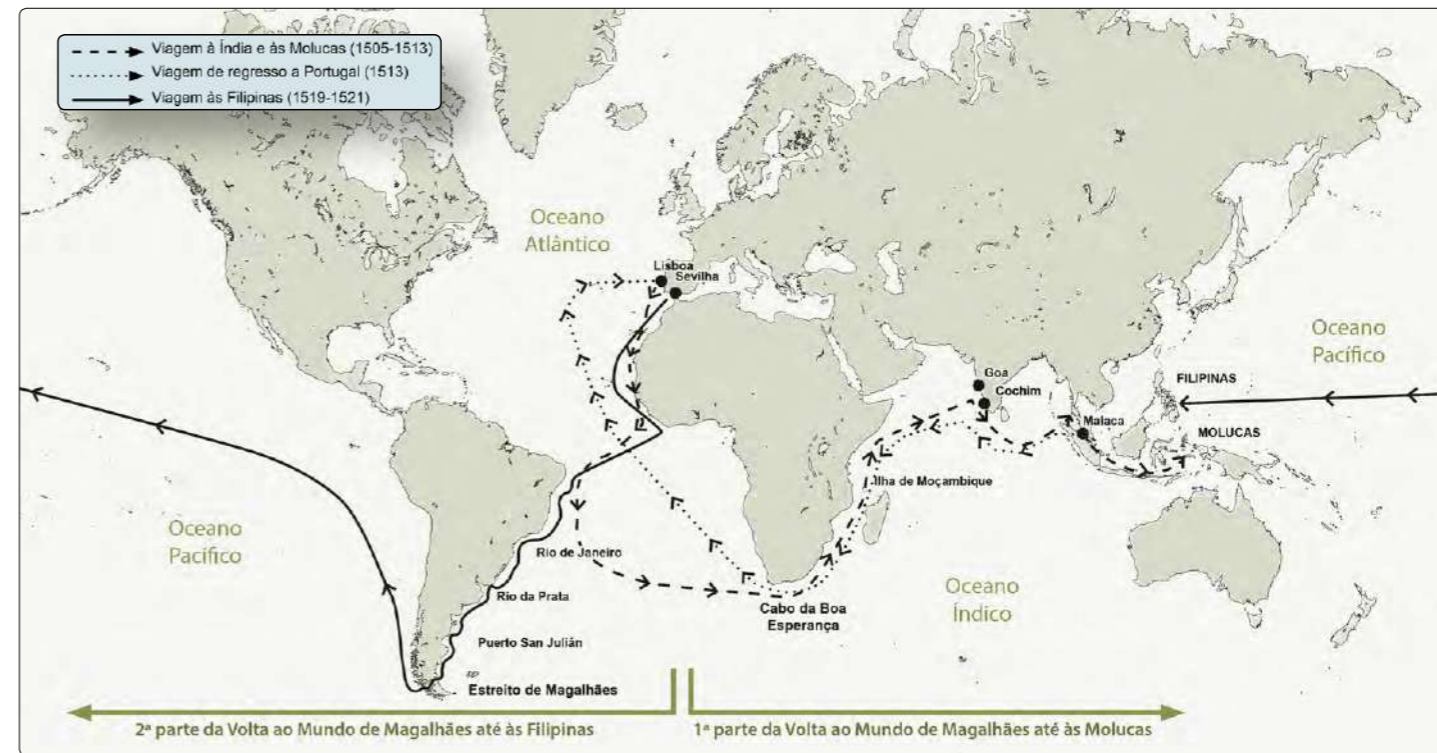 Viagem à Índia e às Molucas (1505-1513)
Viagem de regresso a Portugal (1513)
Viagem às Filipinas (1519-1521)
Oceano
Atlântico
Lisboa
Sevilha
Oceano
Pacífico
Goa
Cochim
FILIPINAS
Malaca
MOLUCAS
Ilha de Moçambique
Oceano
Pacífico
Rio de Janeiro
Rio da Prata
Cabo da Boa
Esperança
Oceano
Índico
Puerto San Julián
Estreito de Magalhães
2ª parte da Volta ao Mundo de Magalhães até às Filipinas
1ª parte da Volta ao Mundo de Magalhães até às Molucas